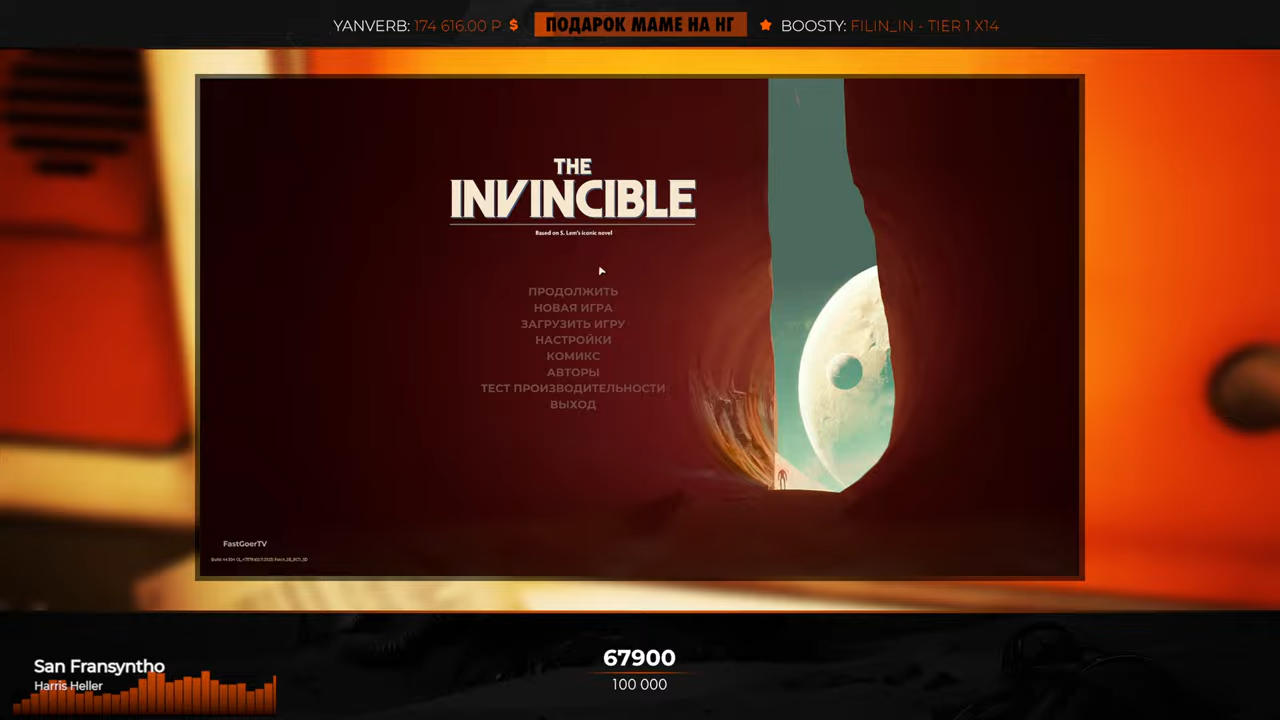 YANVERB: 174 616.00 Р $ ПОДАРОК МАМЕ НА НГ BOOSTY: FILIN_IN - TIER 1 X14
THE
INVINCIBLE
Based on S. Lem's iconic novel
ПРОДОЛЖИТЬ
НОВАЯ ИГРА
ЗАГРУЗИТЬ ИГРУ
НАСТРОЙКИ
КОМИКС
АВТОРЫ
ТЕСТ ПРОИЗВОДИТЕЛЬНОСТИ
ВЫХОД
FastGoerTV
San Fransyntho
Harris Heller
67900
100 000